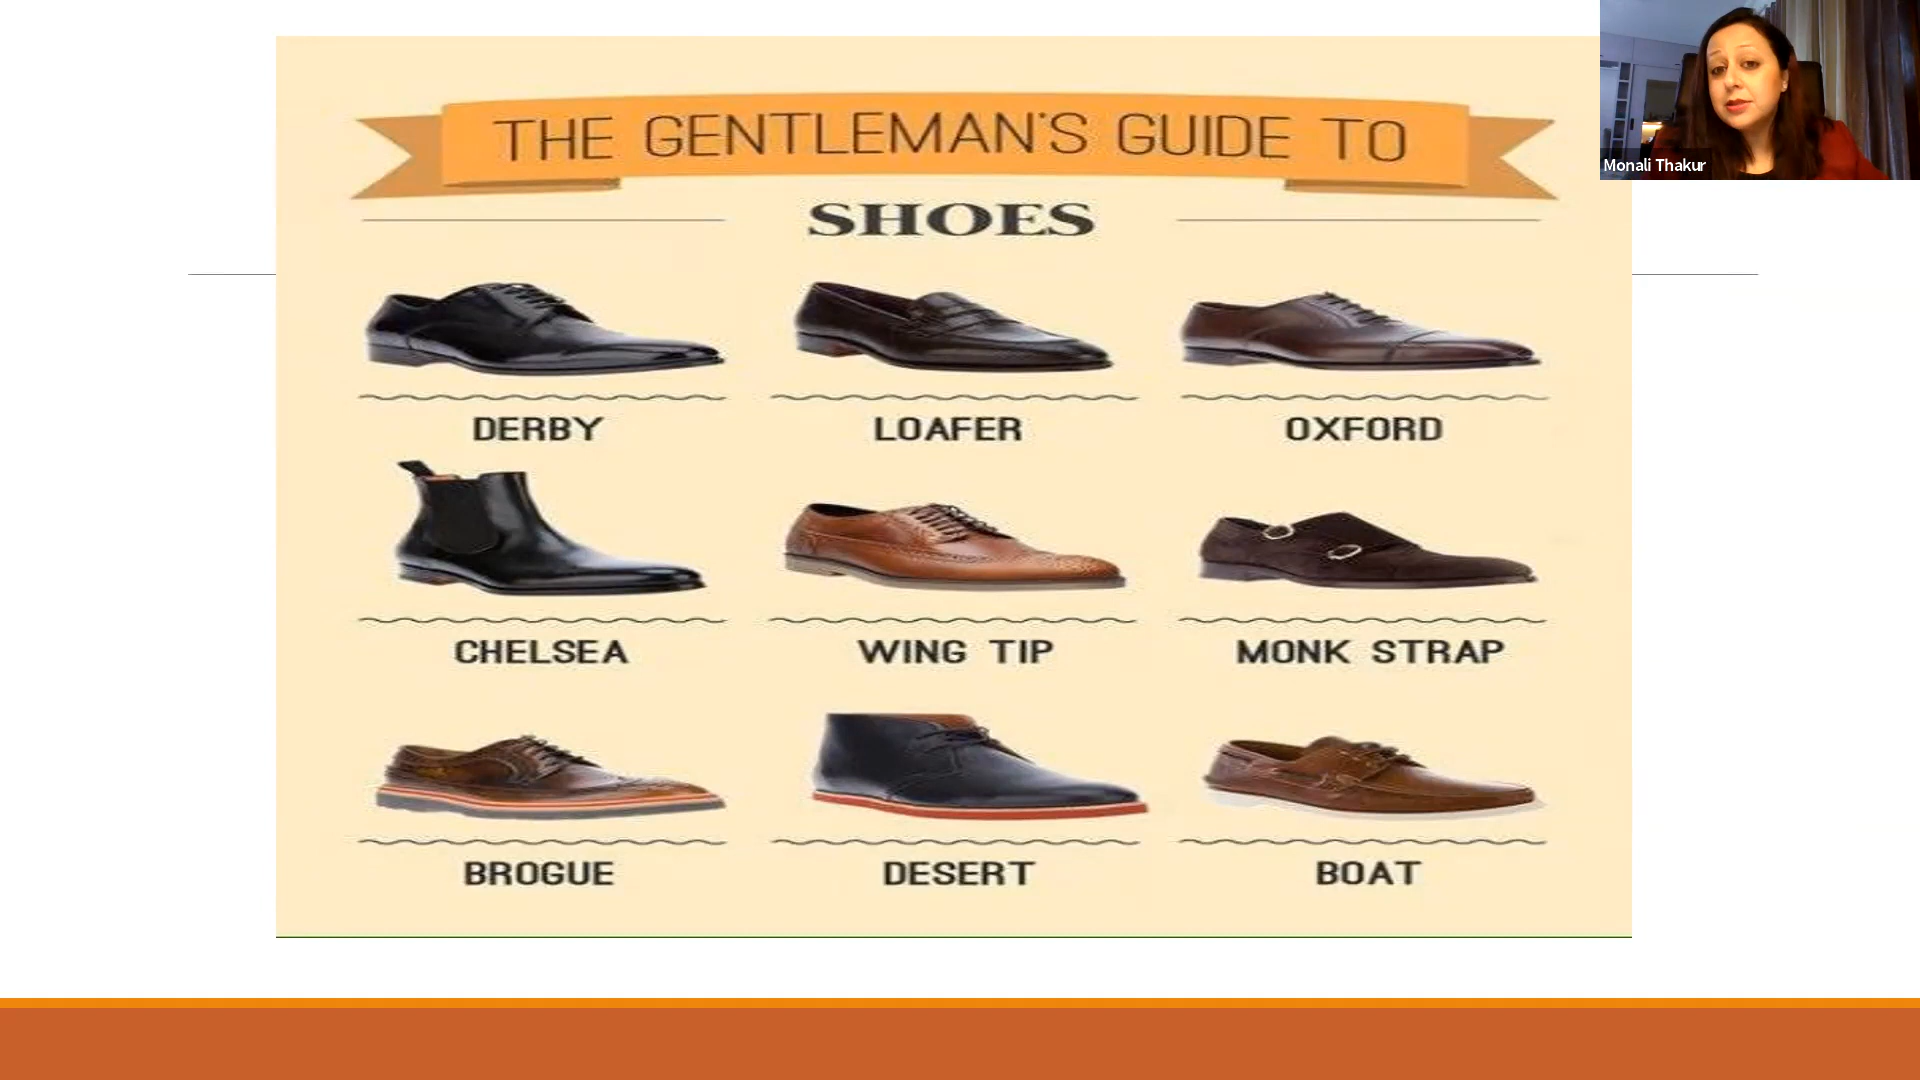 THE GENTLEMAN'S GUIDE TO
SHOES
DERBY
LOAFER
OXFORD
CHELSEA
WING TIP
MONK STRAP
BROGUE
DESERT
BOAT
Monali Thakur